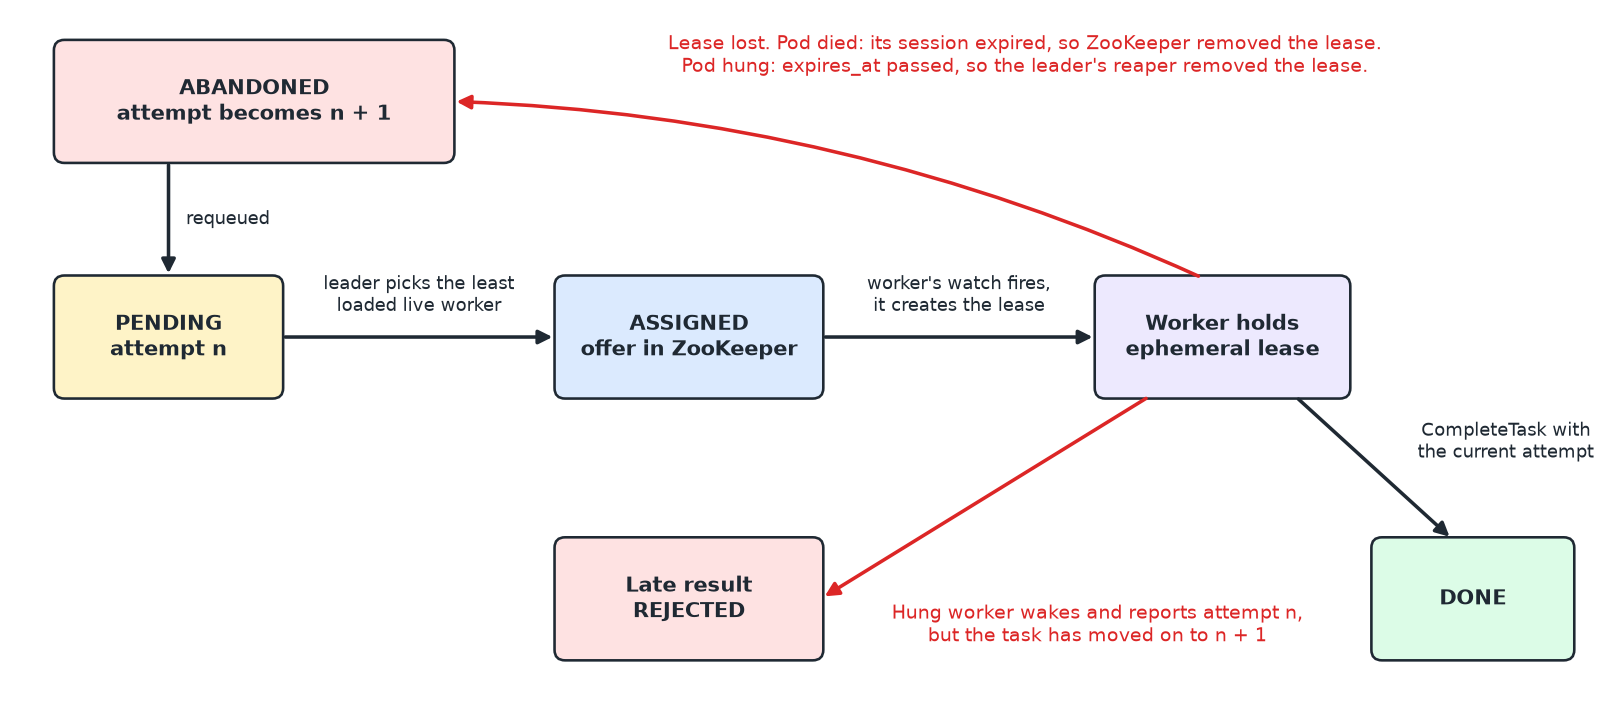 Lease lost. Pod died: its session expired, so ZooKeeper removed the lease.
Pod hung: expires_at passed, so the leader's reaper removed the lease.
ABANDONED
attempt becomes n + 1
requeued
PENDING
attempt n
leader picks the least
loaded live worker
ASSIGNED
offer in ZooKeeper
worker's watch fires,
it creates the lease
Worker holds
ephemeral lease
CompleteTask with
the current attempt
Late result
REJECTED
Hung worker wakes and reports attempt n,
but the task has moved on to n + 1
DONE